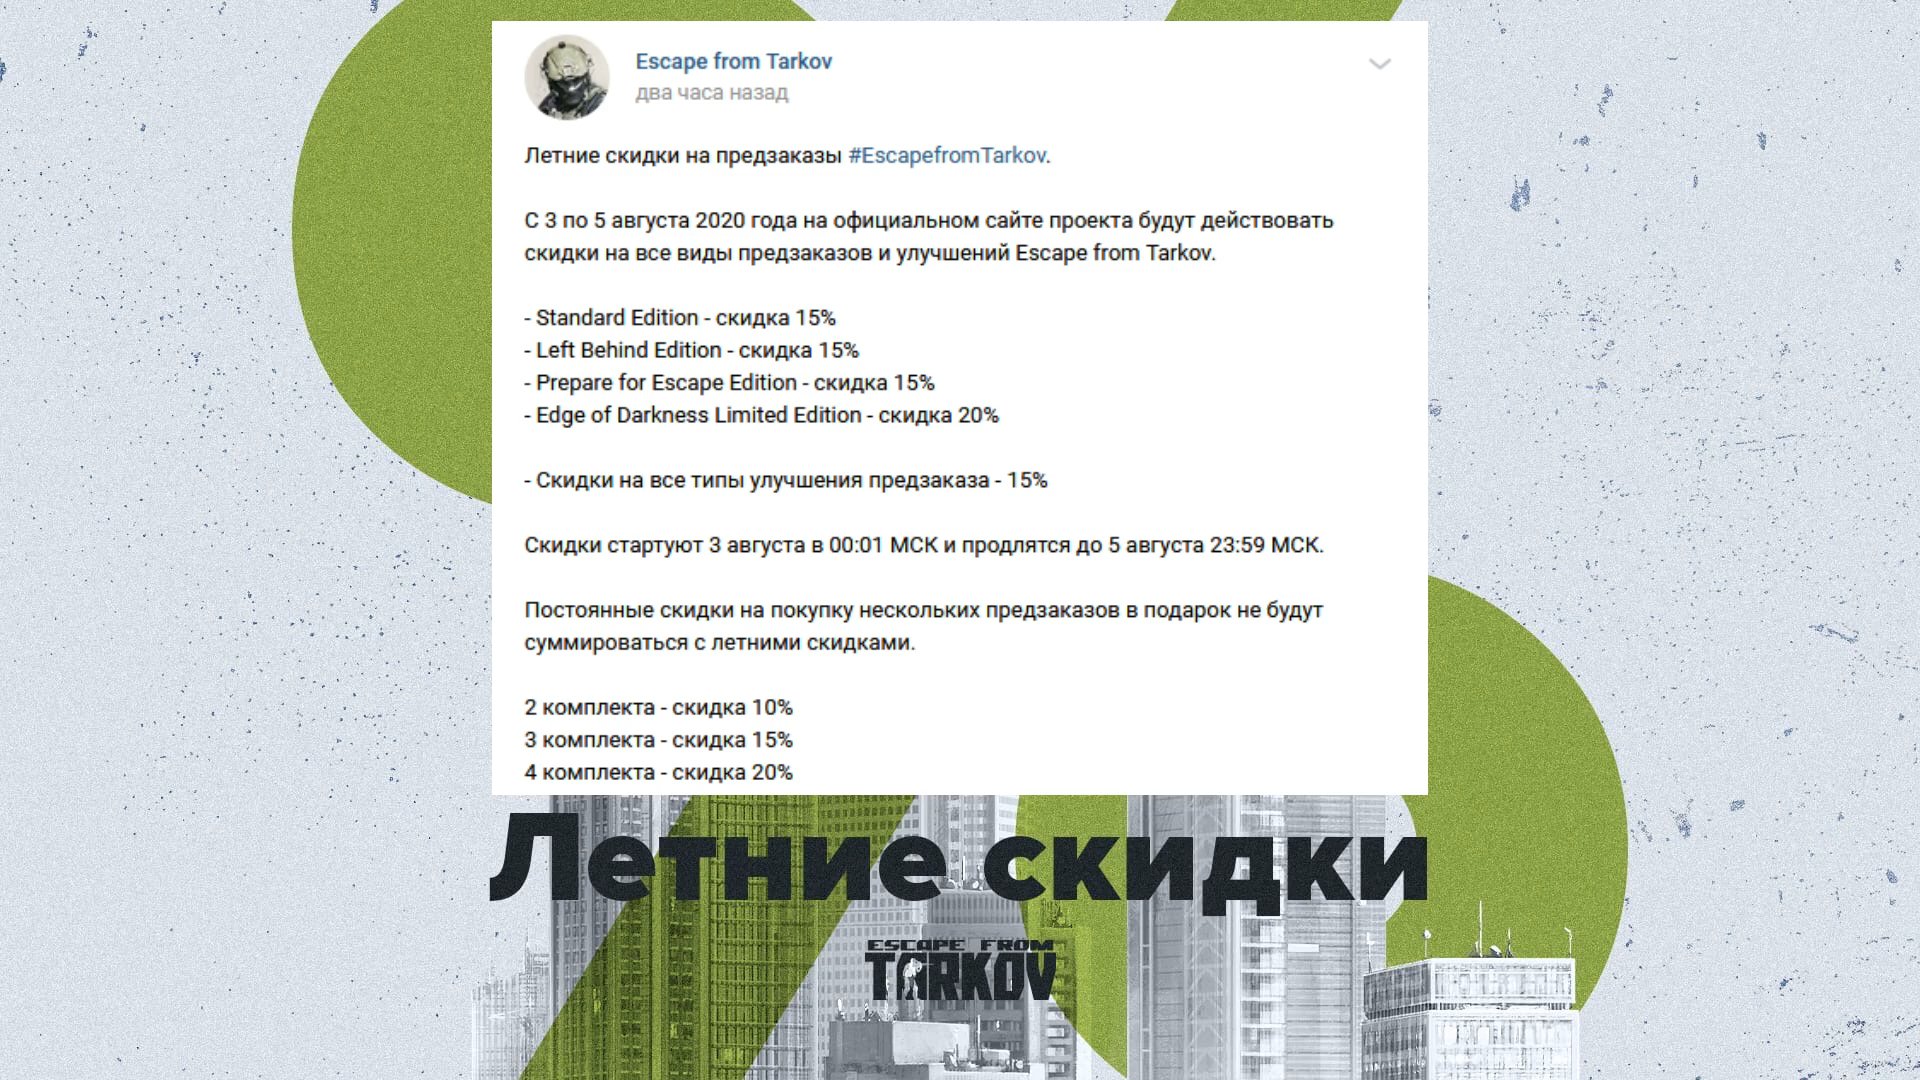 Escape from Tarkov
два часа назад
Летние скидки на предзаказы #EscapefromTarkov.
С 3 по 5 августа 2020 года на официальном сайте проекта будут действовать
скидки на все виды предзаказов и улучшений Escape from Tarkov.
- Standard Edition - скидка 15%
- Left Behind Edition - скидка 15%
- Prepare for Escape Edition - скидка 15%
- Edge of Darkness Limited Edition - скидка 20%
- Скидки на все типы улучшения предзаказа - 15%
Скидки стартуют 3 августа в 00:01 МСК и продлятся до 5 августа 23:59 МСК.
Постоянные скидки на покупку нескольких предзаказов в подарок не будут
суммироваться с летними скидками.
2 комплекта - скидка 10%
3 комплекта - скидка 15%
4 комплекта - скидка 20%
Летние скидки
ESCAPE FROM
TARKOV